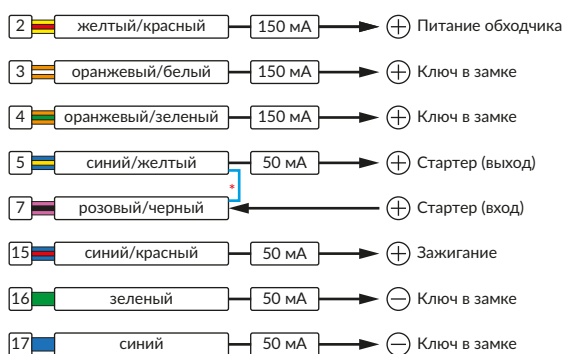 2 желтый/красный 150 мА + Питание обходчика
3 оранжевый/белый 150 мА + Ключ в замке
4 оранжевый/зеленый 150 мА + Ключ в замке
5 синий/желтый 50 мА + Стартер (выход)
*
7 розовый/черный + Стартер (вход)
15 синий/красный 50 мА + Зажигание
16 зеленый 50 мА − Ключ в замке
17 синий 50 мА − Ключ в замке